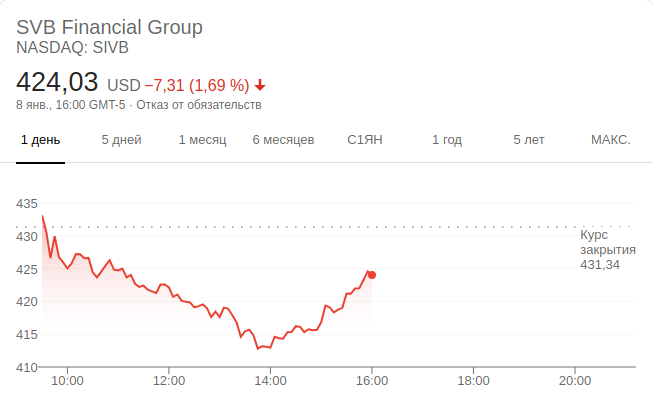 SVB Financial Group
NASDAQ: SIVB
424,03 USD −7,31 (1,69 %)
8 янв., 16:00 GMT-5 · Отказ от обязательств
1 день 5 дней 1 месяц 6 месяцев С1ЯН 1 год 5 лет МАКС.
435
430
Курс
закрытия
431,34
425
420
415
410
10:00 12:00 14:00 16:00 18:00 20:00